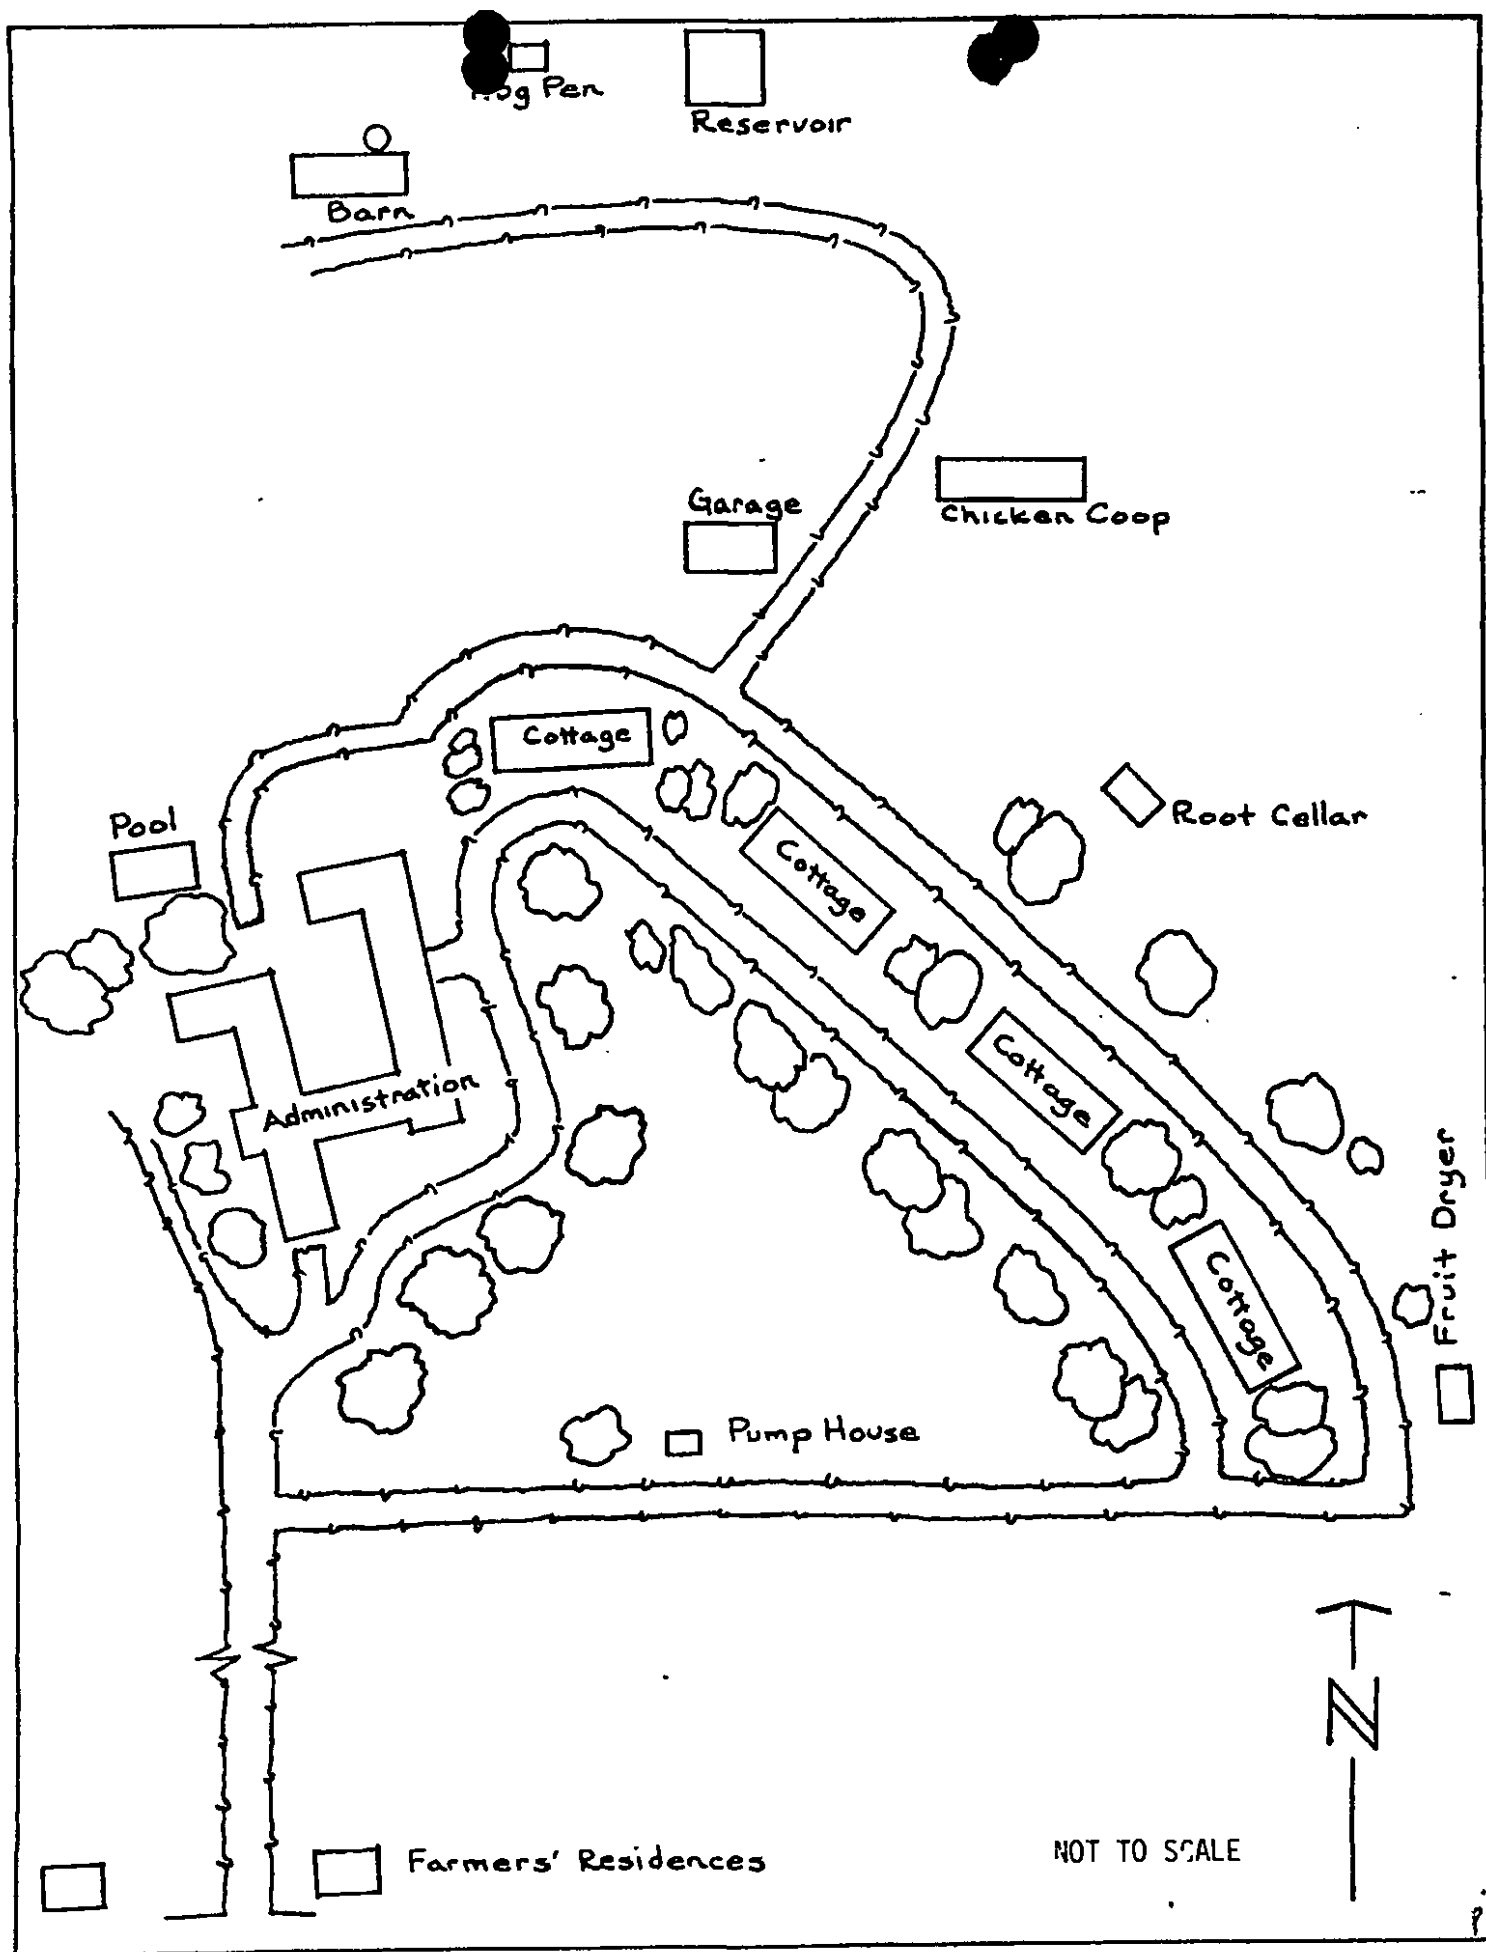 Hog Pen
Reservoir
Barn
Garage
Chicken Coop
Cottage
Pool
Root Cellar
Cottage
Cottage
Administration
Fruit Dryer
Cottage
Pump House
N
Farmers' Residences
NOT TO SCALE